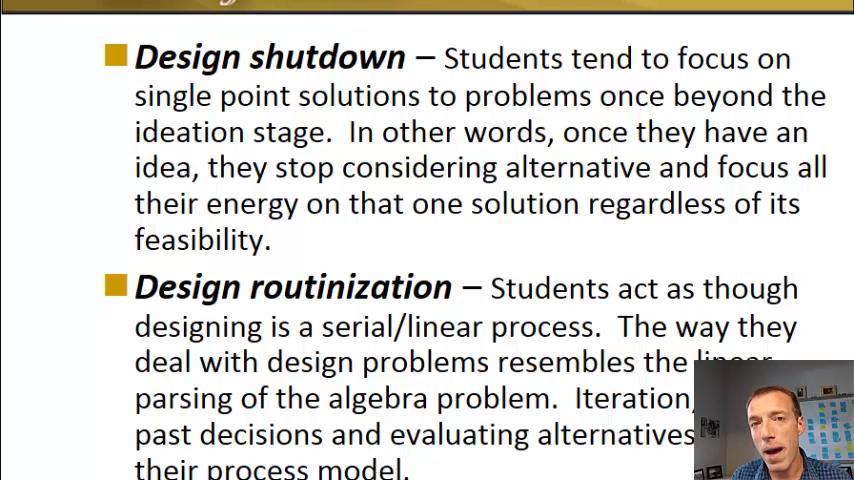 Design shutdown – Students tend to focus on
single point solutions to problems once beyond the
ideation stage.  In other words, once they have an
idea, they stop considering alternative and focus all
their energy on that one solution regardless of its
feasibility.
Design routinization – Students act as though
designing is a serial/linear process.  The way they
deal with design problems resembles the linear
parsing of the algebra problem.  Iteration,
past decisions and evaluating alternatives
their process model.